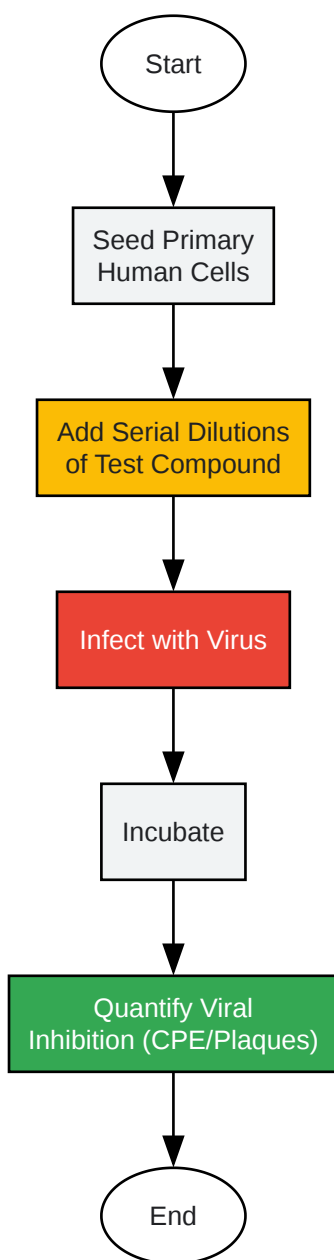 Start
Seed Primary
Human Cells
Add Serial Dilutions
of Test Compound
Infect with Virus
Incubate
Quantify Viral
Inhibition (CPE/Plaques)
End